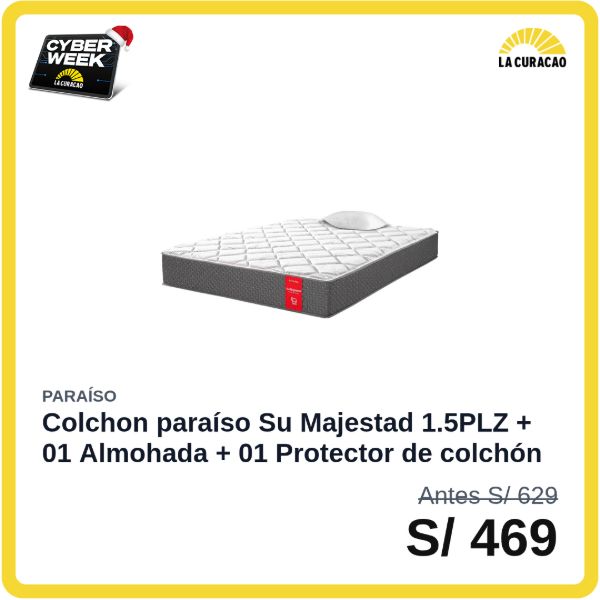 CYBER
WEEK
LA CURACAO
LA CURACAO
PARAÍSO
Colchon paraíso Su Majestad 1.5PLZ +
01 Almohada + 01 Protector de colchón
Antes S/ 629
S/ 469